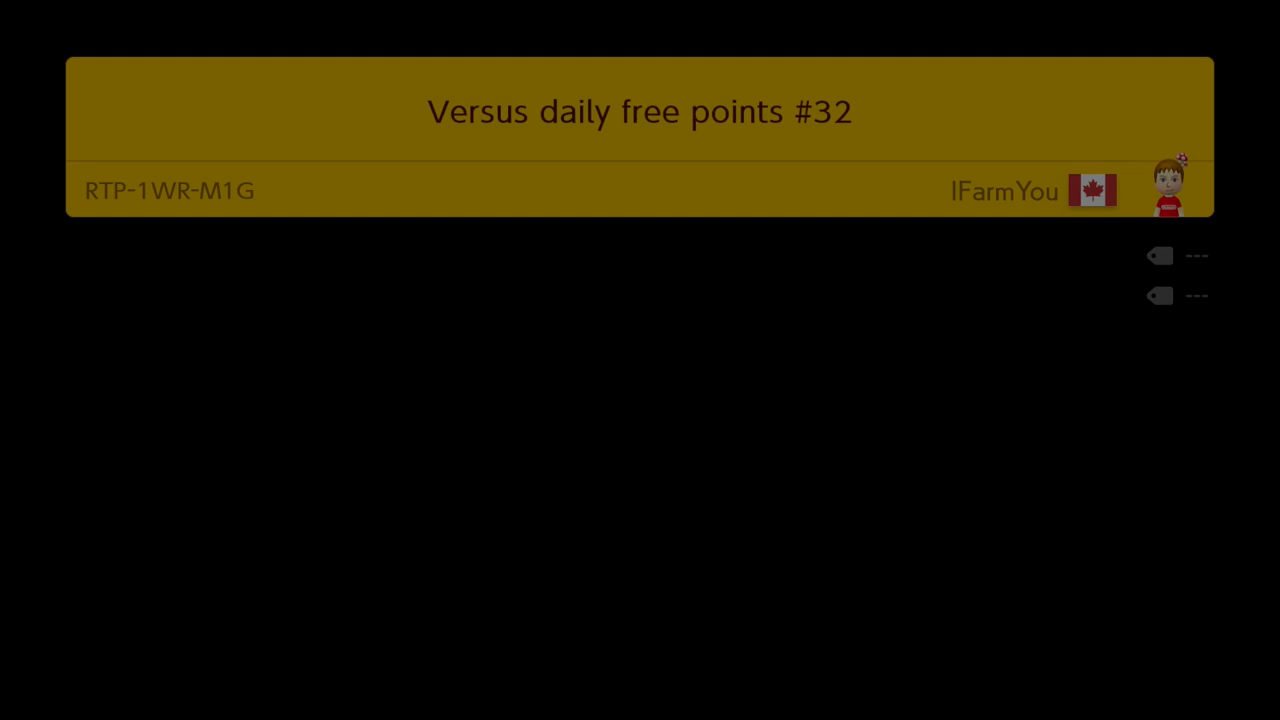 Versus daily free points #32
RTP-1WR-M1G
IFarmYou
---
---